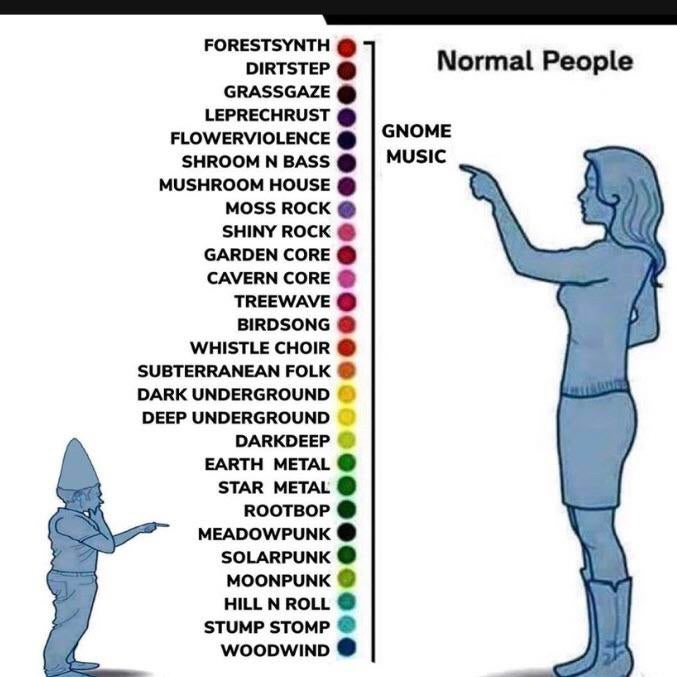 FORESTSYNTH
DIRTSTEP
GRASSGAZE
LEPRECHRUST
FLOWERVIOLENCE
SHROOM N BASS
MUSHROOM HOUSE
MOSS ROCK
SHINY ROCK
GARDEN CORE
CAVERN CORE
TREEWAVE
BIRDSONG
WHISTLE CHOIR
SUBTERRANEAN FOLK
DARK UNDERGROUND
DEEP UNDERGROUND
DARKDEEP
EARTH METAL
STAR METAL
ROOTBOP
MEADOWPUNK
SOLARPUNK
MOONPUNK
HILL N ROLL
STUMP STOMP
WOODWIND
Normal People
GNOME
MUSIC